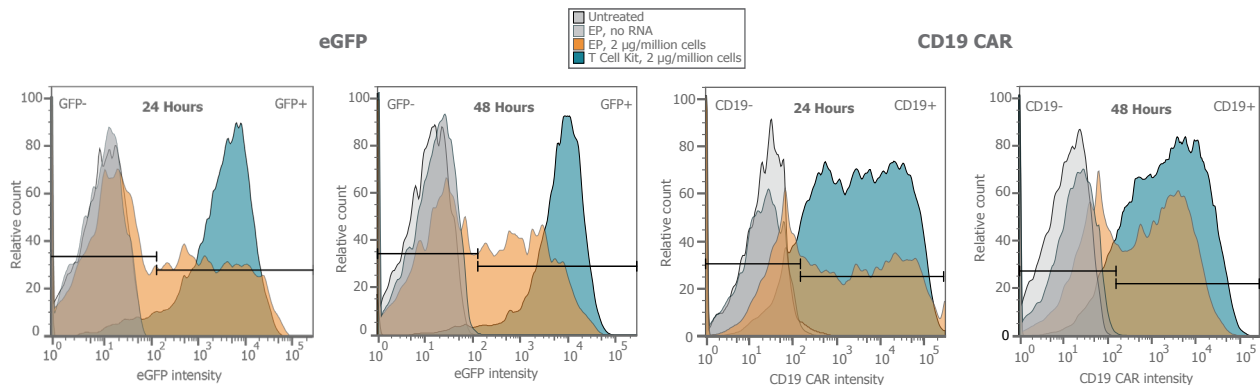 Untreated
EP, no RNA
EP, 2 µg/million cells
T Cell Kit, 2 µg/million cells
eGFP
CD19 CAR
GFP-
24 Hours
GFP+
100
80
60
40
20
0
Relative count
10^0
10^1
10^2
10^3
10^4
10^5
eGFP intensity
GFP-
48 Hours
GFP+
100
80
60
40
20
0
Relative count
10^0
10^1
10^2
10^3
10^4
10^5
eGFP intensity
CD19-
24 Hours
CD19+
100
80
60
40
20
0
Relative count
10^0
10^1
10^2
10^3
10^4
10^5
CD19 CAR intensity
CD19-
48 Hours
CD19+
100
80
60
40
20
0
Relative count
10^0
10^1
10^2
10^3
10^4
10^5
CD19 CAR intensity